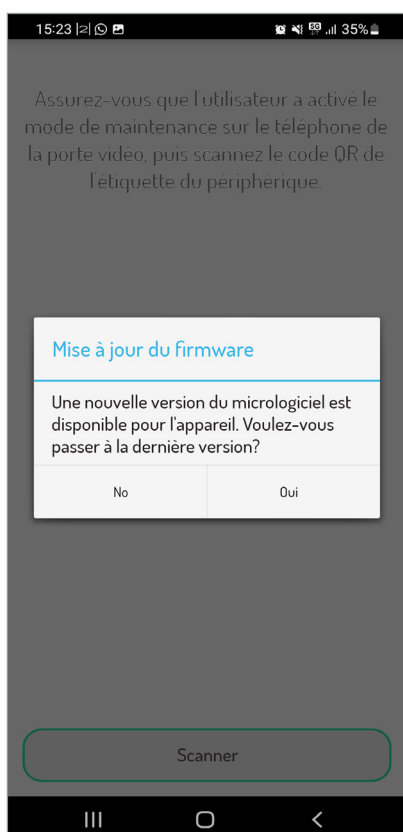 15:23
5G
35%
Assurez-vous que l'utilisateur a activé le
mode de maintenance sur le téléphone de
la porte vidéo, puis scannez le code QR de
l'étiquette du périphérique.
Mise à jour du firmware
Une nouvelle version du micrologiciel est
disponible pour l'appareil. Voulez-vous
passer à la dernière version?
No
Oui
Scanner